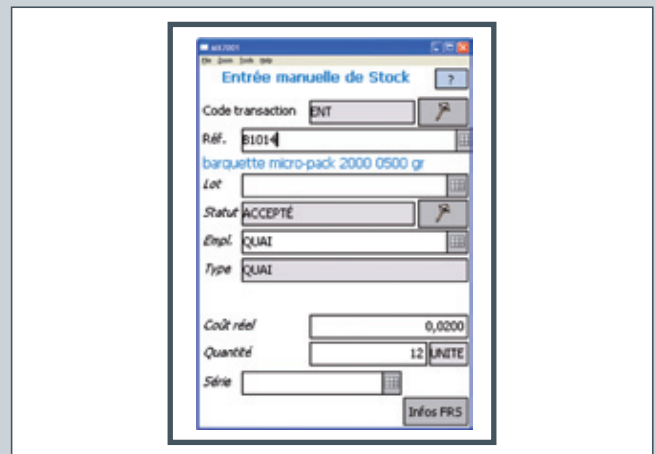 Entrée manuelle de Stock ?
Code transaction ENT
Réf. B1014
barquette micro-pack 2000 0500 gr
Lot
Statut ACCEPTÉ
Empl. QUAI
Type QUAI
Coût réel 0,0200
Quantité 12 UNITE
Série
Infos FRS